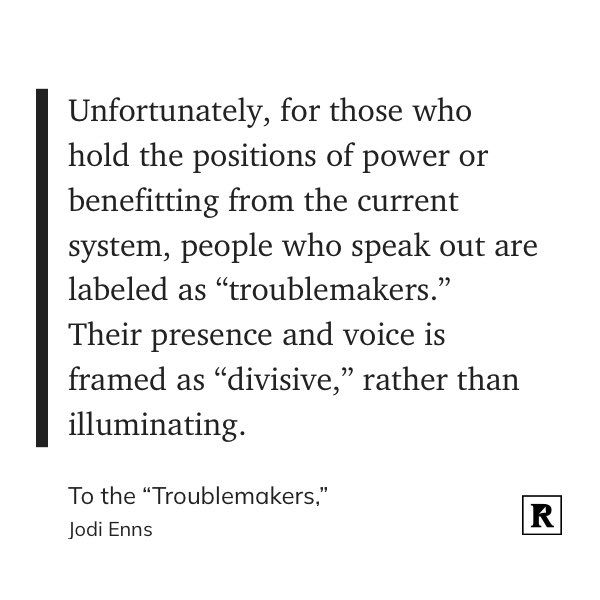 Unfortunately, for those who
hold the positions of power or
benefitting from the current
system, people who speak out are
labeled as “troublemakers.”
Their presence and voice is
framed as “divisive,” rather than
illuminating.
To the “Troublemakers,”
Jodi Enns
R